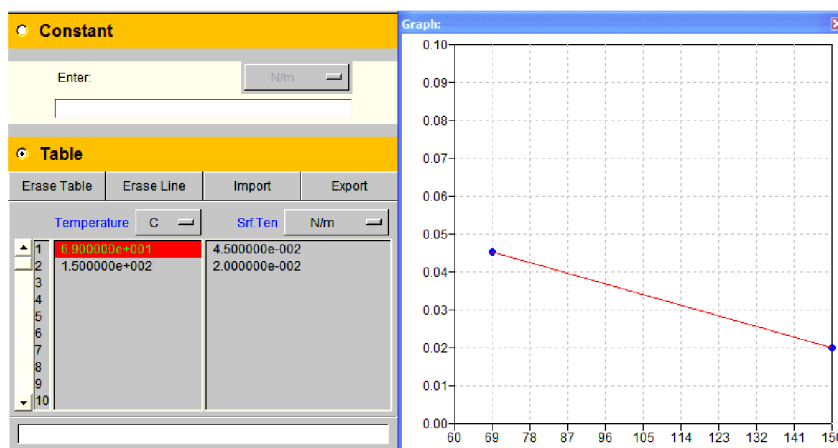 Constant
Enter:
N/m
Table
Erase Table Erase Line Import Export
Temperature C Srf.Ten N/m
1 6.900000e+001 4.500000e-002
2 1.500000e+002 2.000000e-002
3
4
5
6
7
8
9
10
Graph:
0.10
0.09
0.08
0.07
0.06
0.05
0.04
0.03
0.02
0.01
0.00
60 69 78 87 96 105 114 123 132 141